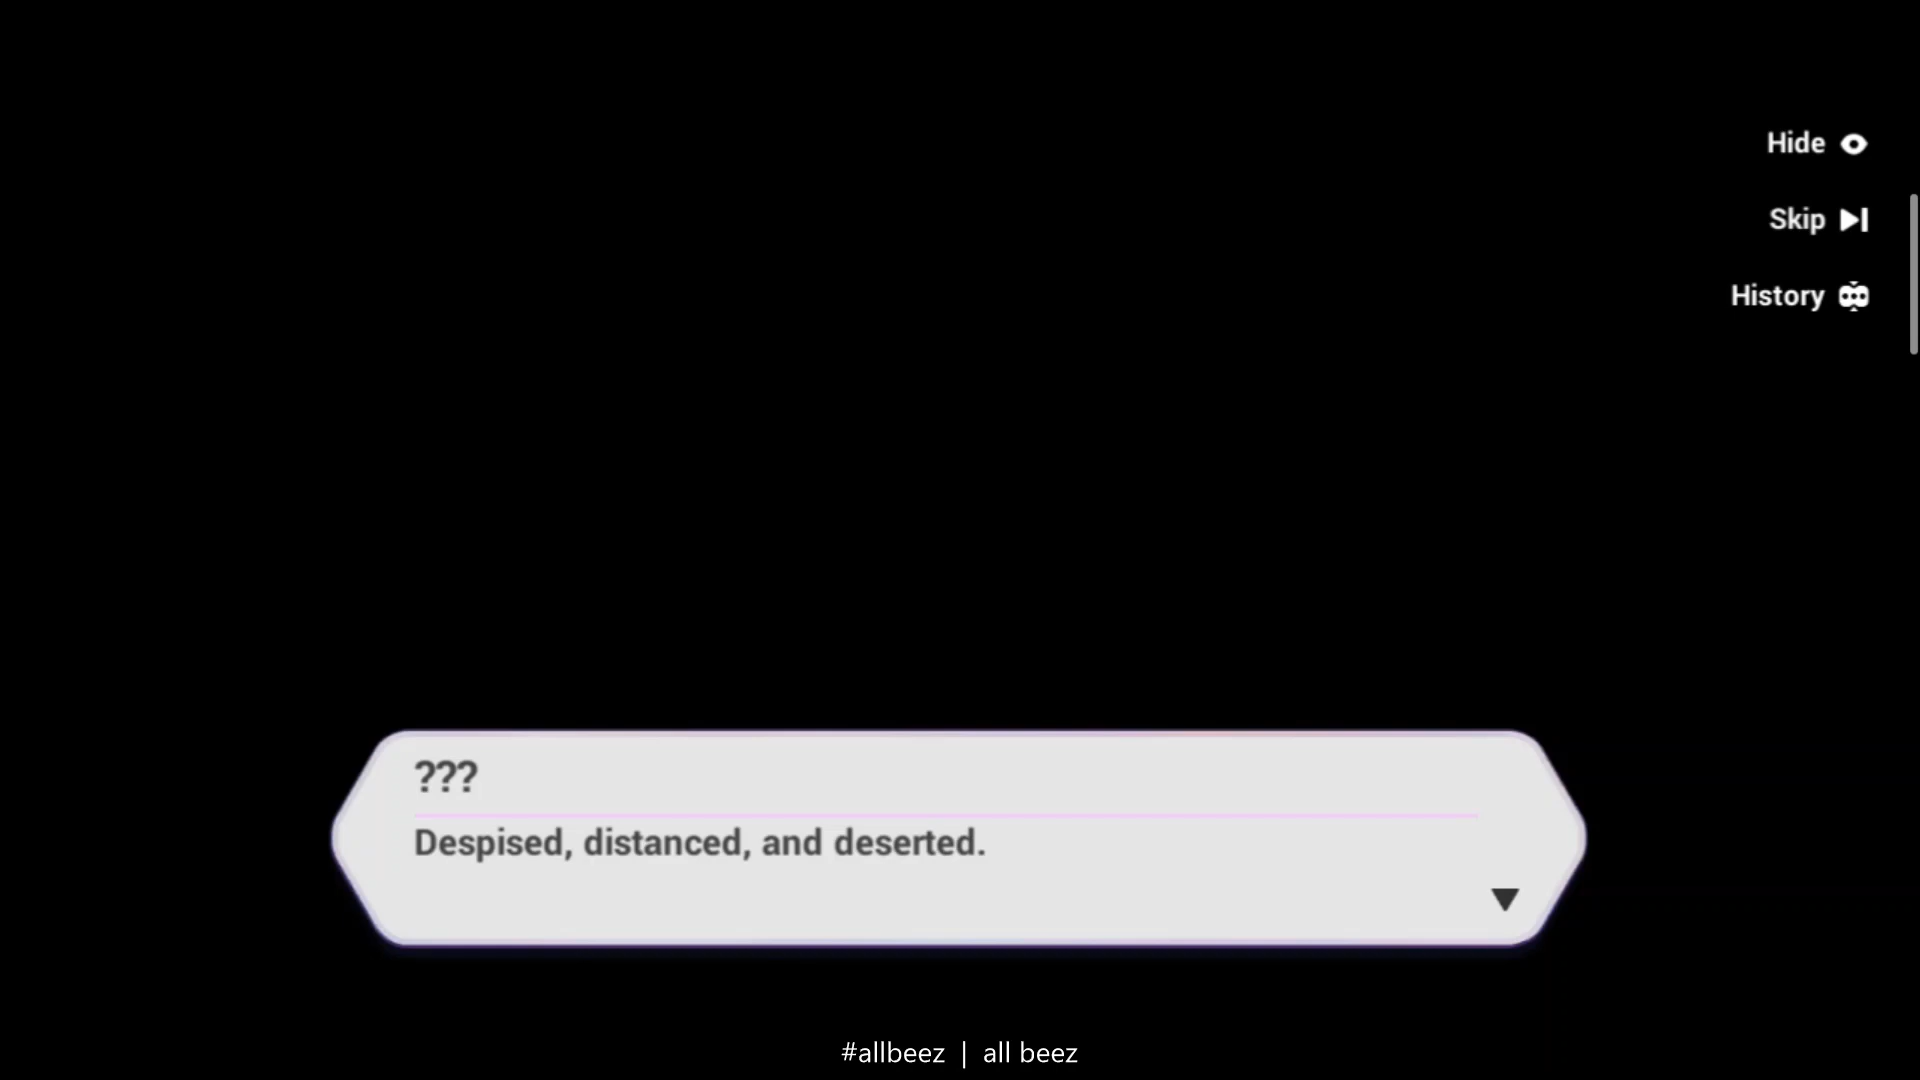 Hide
Skip
History
???
Despised, distanced, and deserted.
#allbeez | all beez